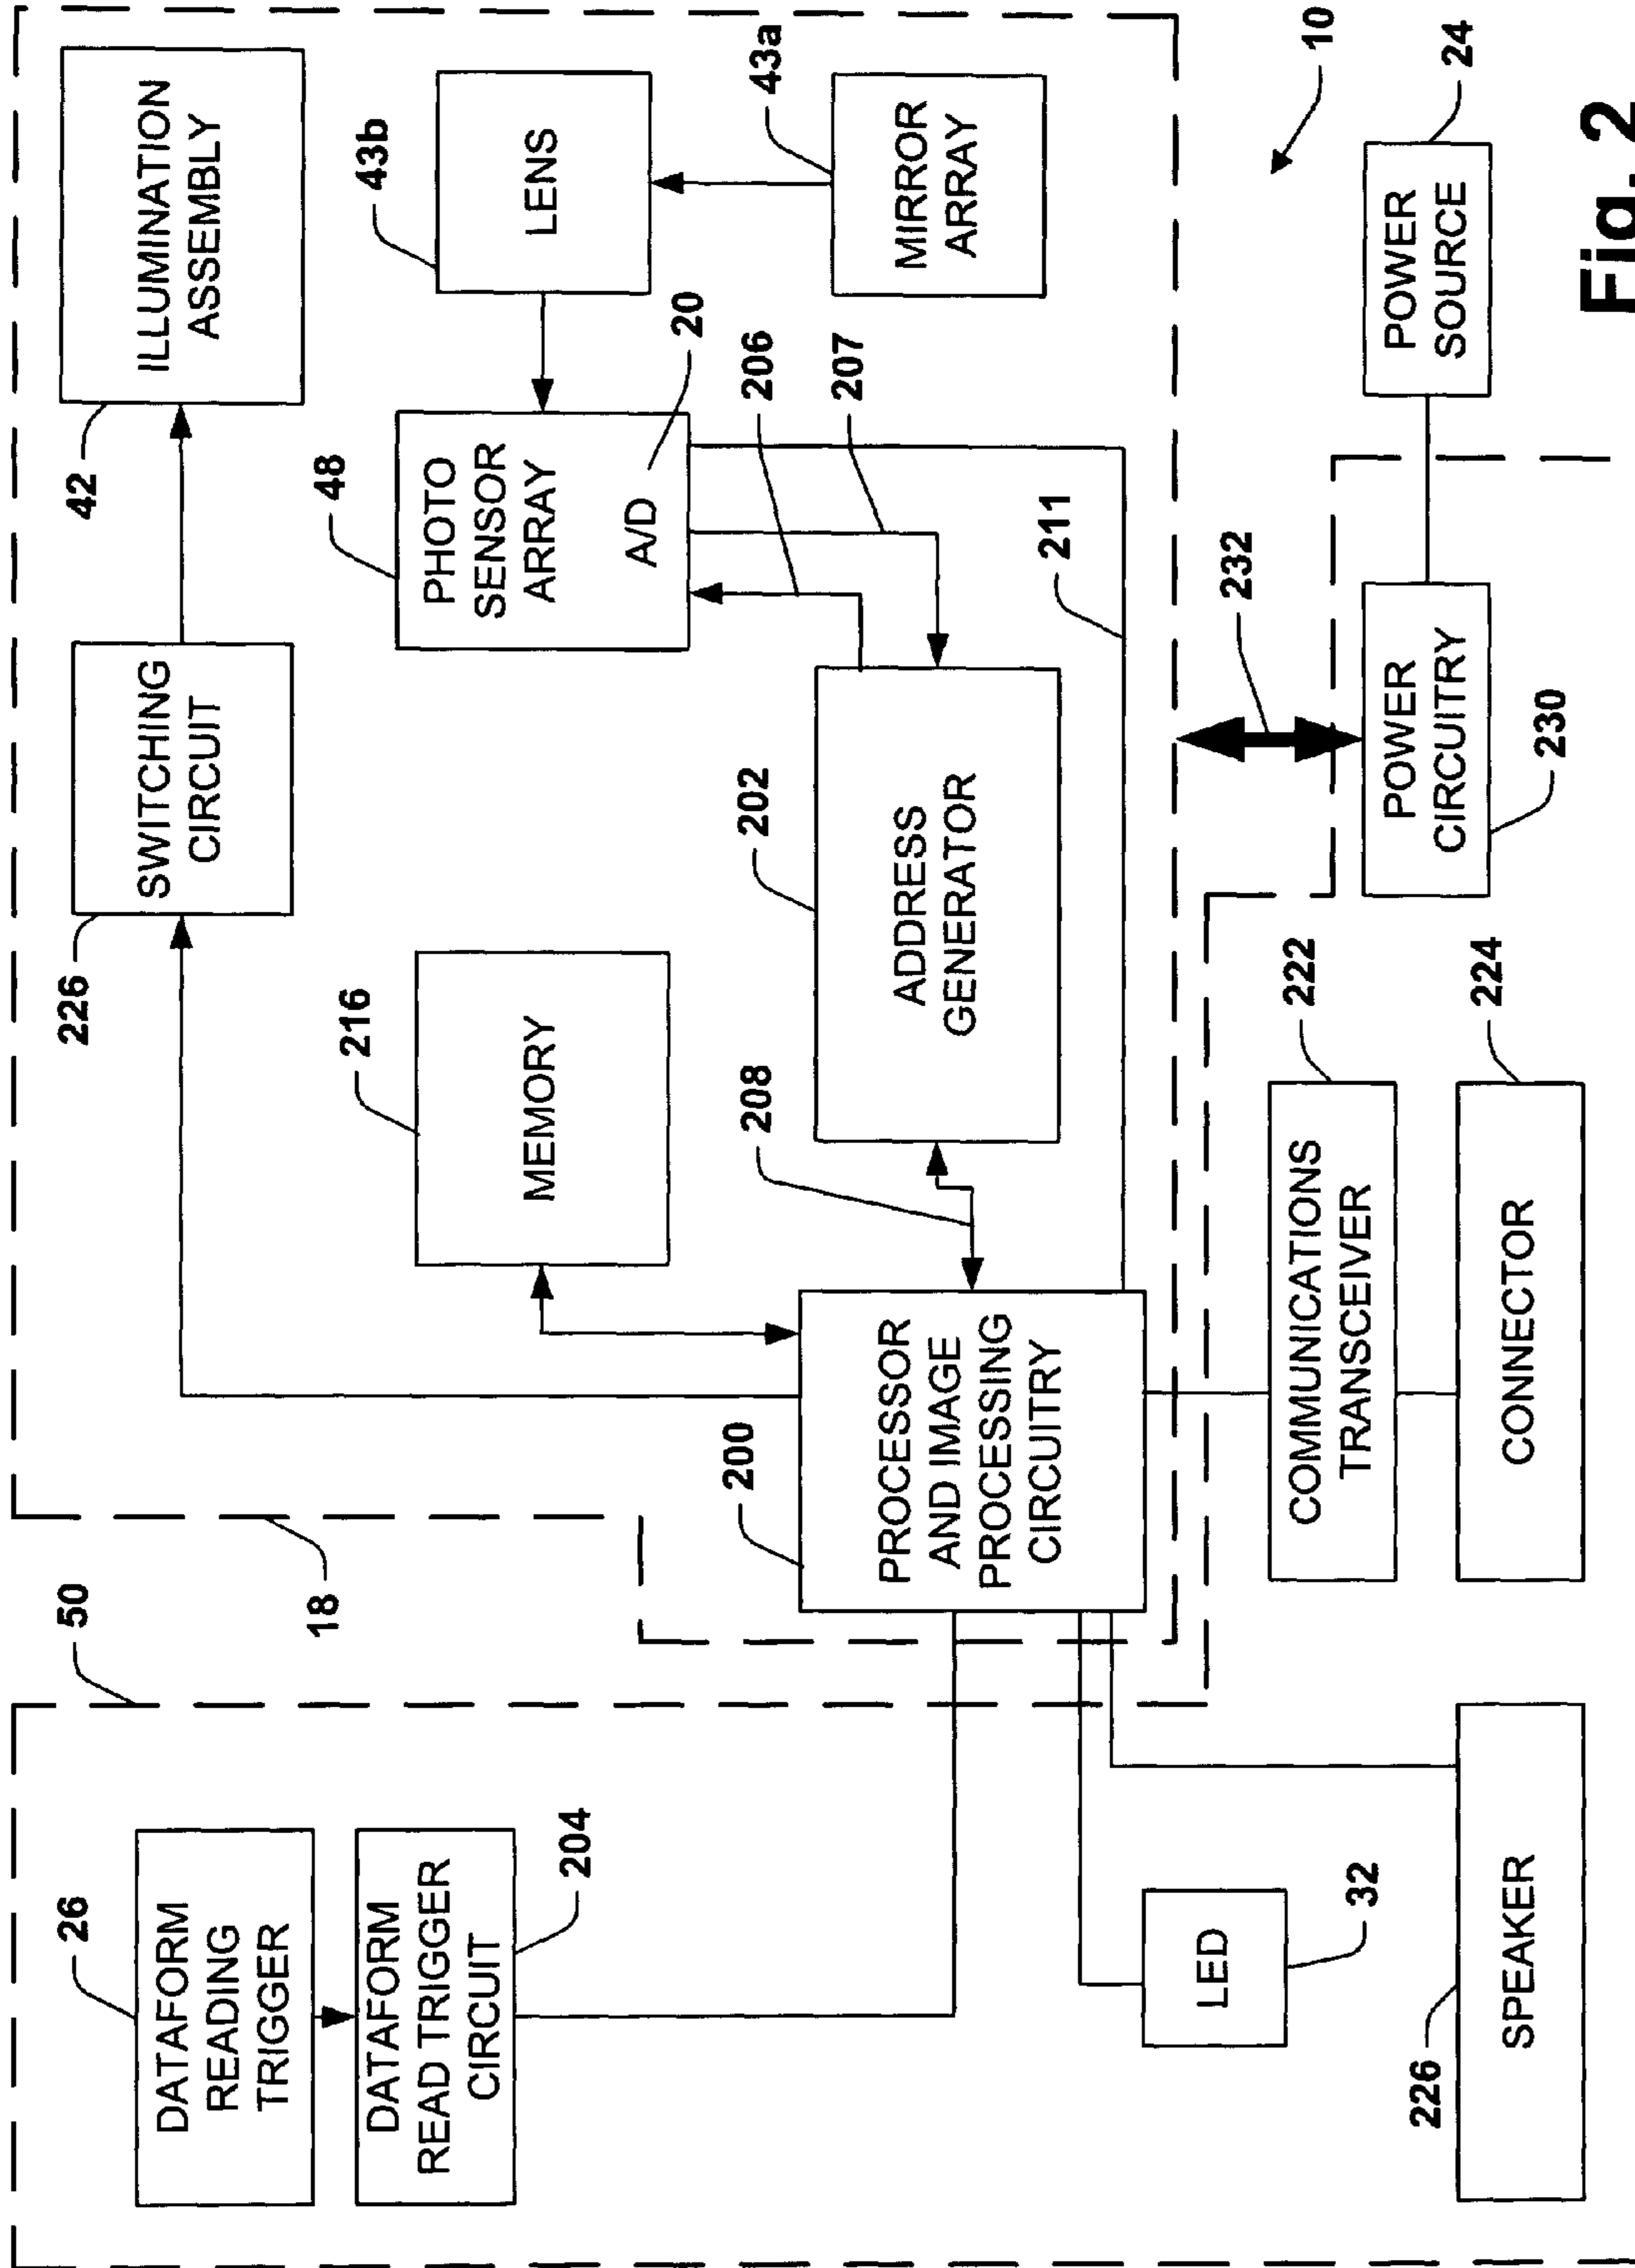 50
26
DATAFORM
READING
TRIGGER
DATAFORM
READ TRIGGER
CIRCUIT
204
LED
32
226
SPEAKER
18
200
PROCESSOR
AND IMAGE
PROCESSING
CIRCUITRY
216
MEMORY
208
202
ADDRESS
GENERATOR
226
SWITCHING
CIRCUIT
42
ILLUMINATION
ASSEMBLY
48
PHOTO
SENSOR
ARRAY
A/D
20
206
207
211
43b
LENS
43a
MIRROR
ARRAY
COMMUNICATIONS
TRANSCEIVER
222
CONNECTOR
224
232
POWER
CIRCUITRY
230
POWER
SOURCE
24
10
Fig. 2